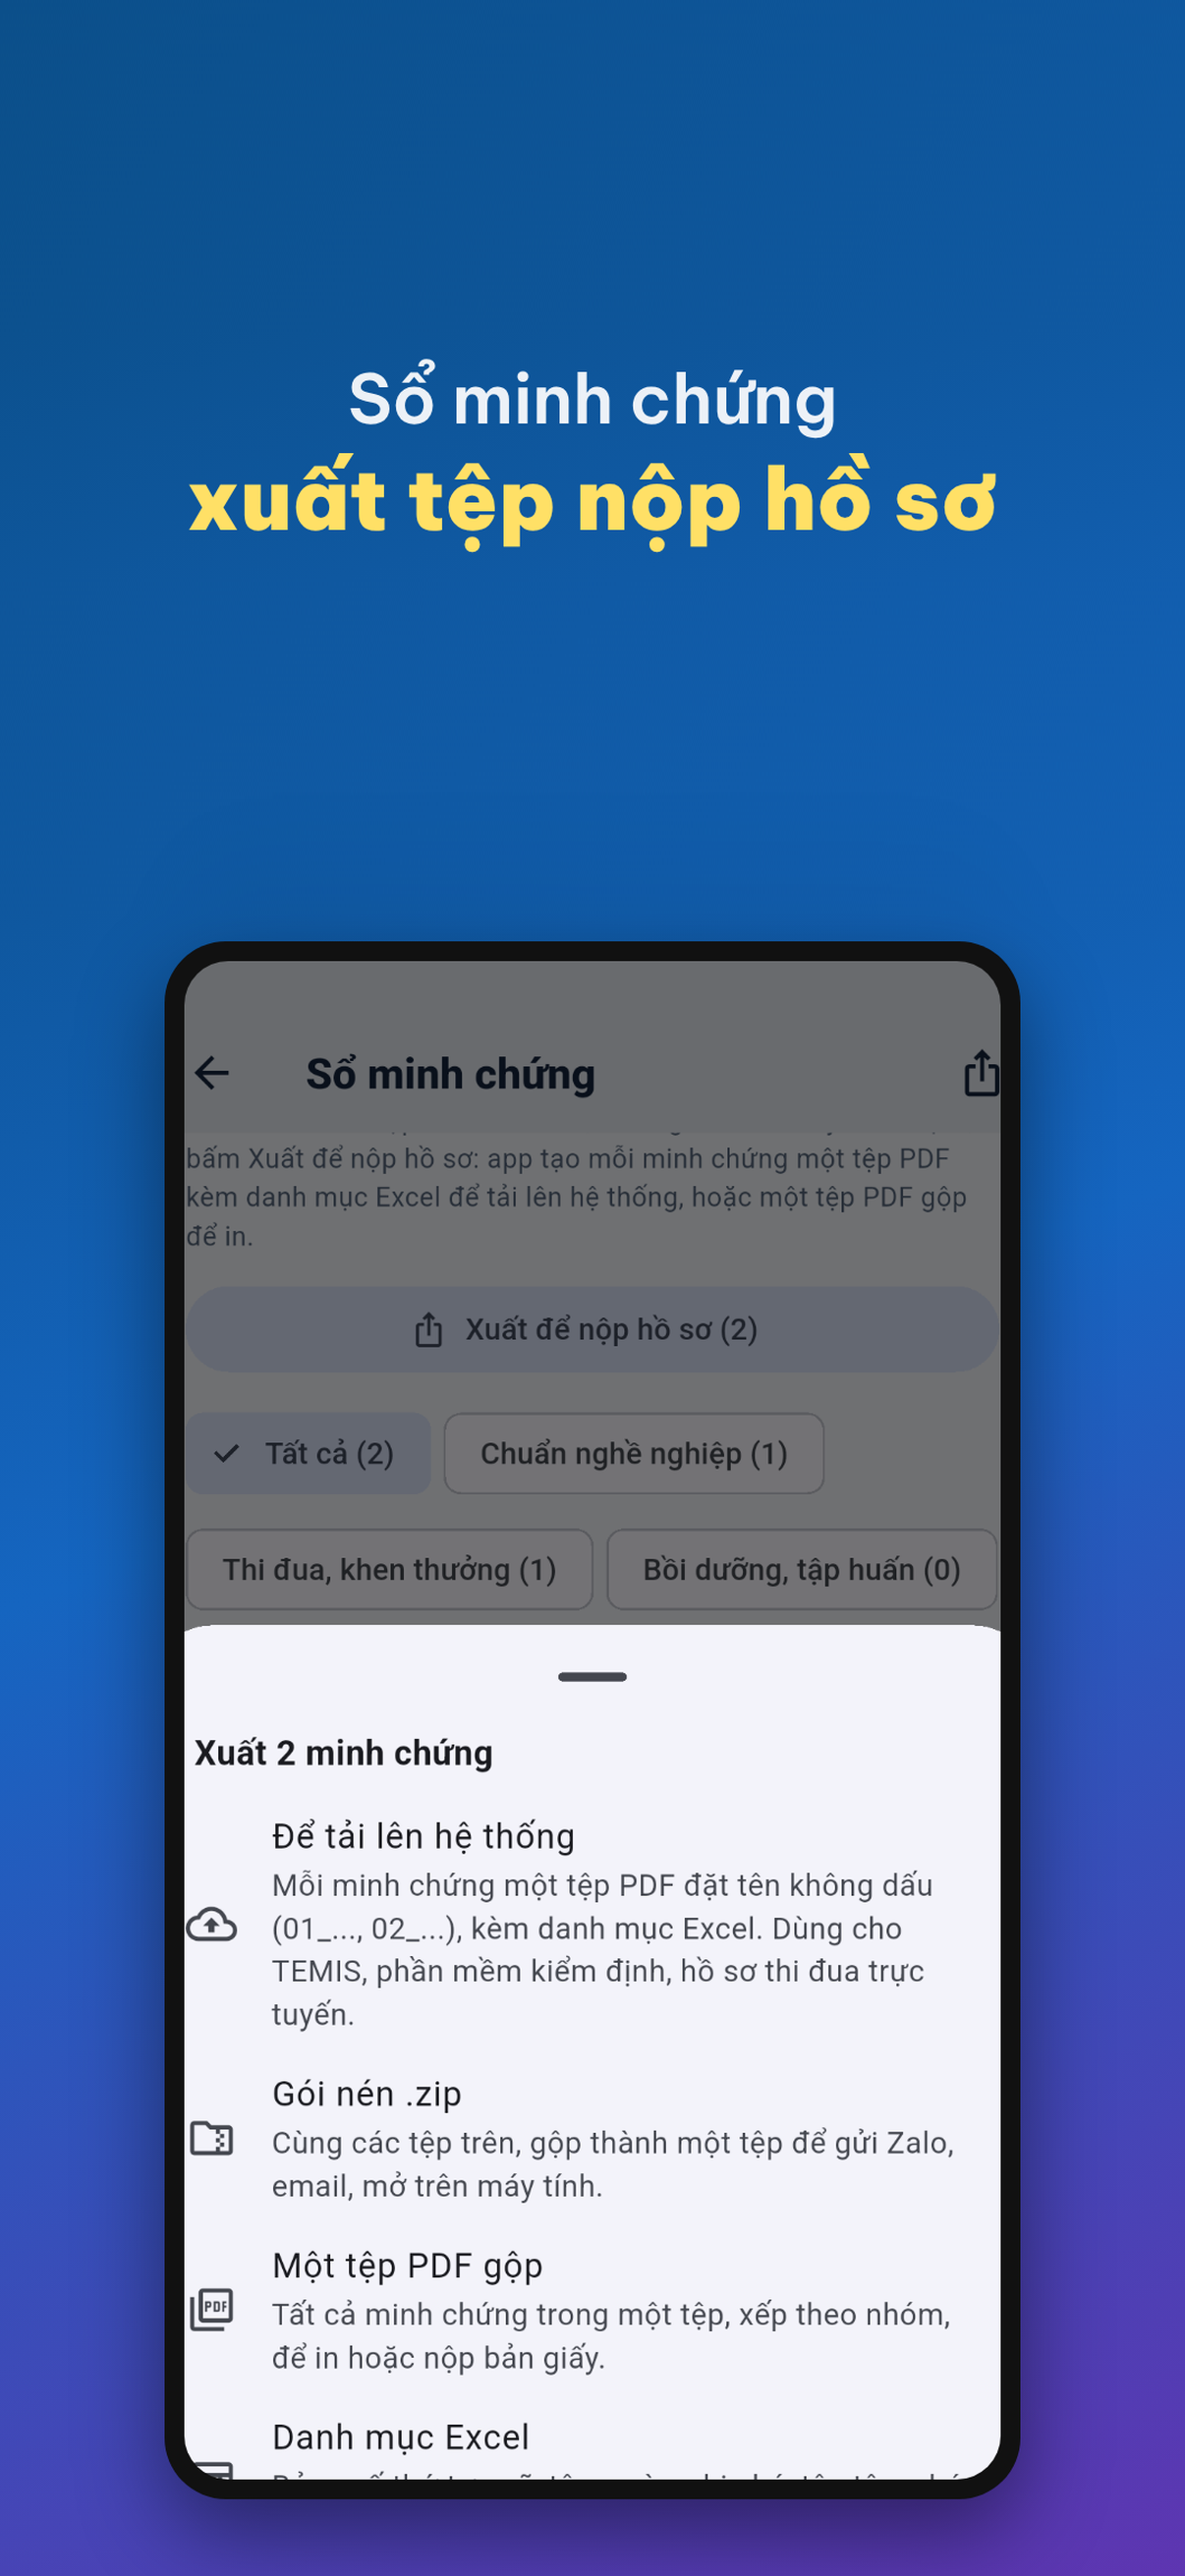 Sổ minh chứng
xuất tệp nộp hồ sơ
Sổ minh chứng
bấm Xuất để nộp hồ sơ: app tạo mỗi minh chứng một tệp PDF
kèm danh mục Excel để tải lên hệ thống, hoặc một tệp PDF gộp
để in.
Xuất để nộp hồ sơ (2)
Tất cả (2)
Chuẩn nghề nghiệp (1)
Thi đua, khen thưởng (1)
Bồi dưỡng, tập huấn (0)
Xuất 2 minh chứng
Để tải lên hệ thống
Mỗi minh chứng một tệp PDF đặt tên không dấu
(01_..., 02_...), kèm danh mục Excel. Dùng cho
TEMIS, phần mềm kiểm định, hồ sơ thi đua trực
tuyến.
Gói nén .zip
Cùng các tệp trên, gộp thành một tệp để gửi Zalo,
email, mở trên máy tính.
PDF
Một tệp PDF gộp
Tất cả minh chứng trong một tệp, xếp theo nhóm,
để in hoặc nộp bản giấy.
Danh mục Excel